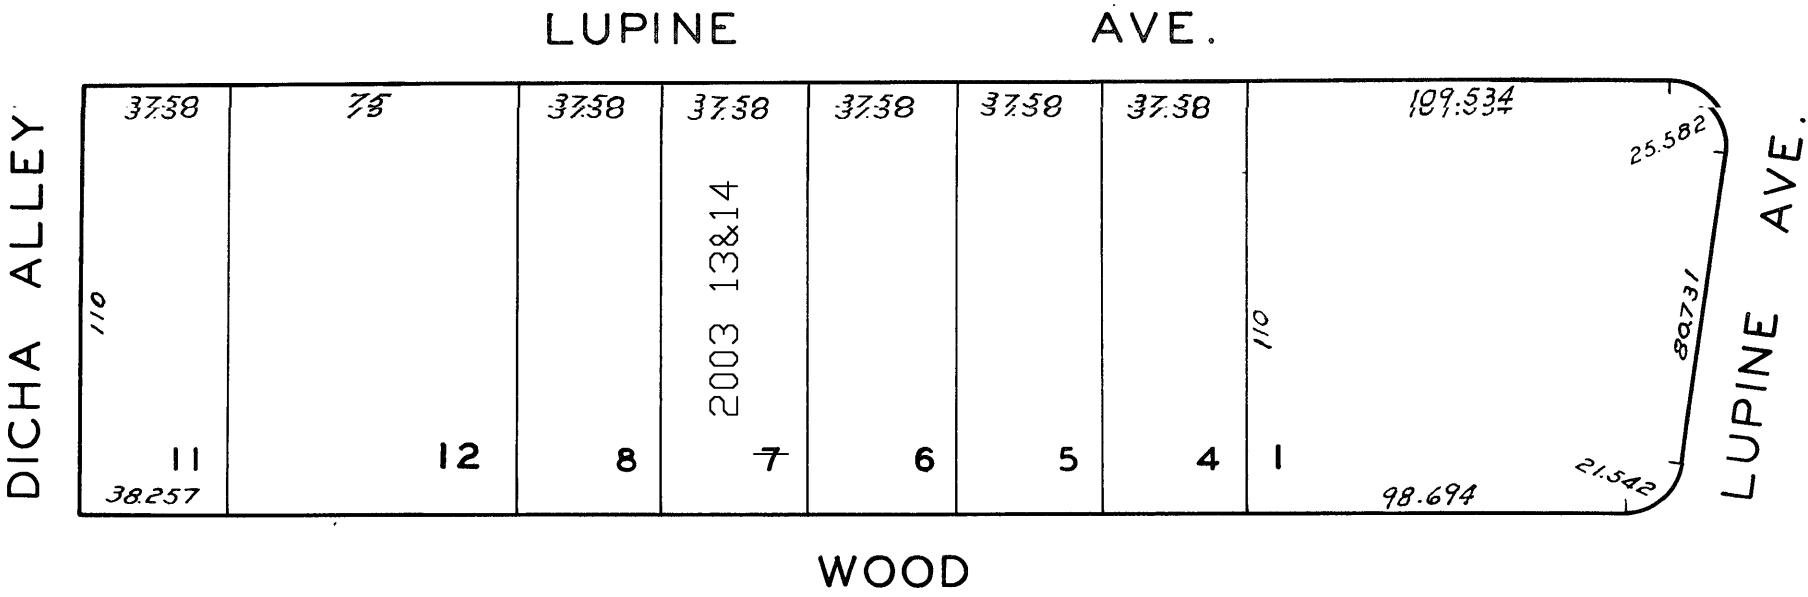 LUPINE AVE.
37.58 75 37.58 37.58 37.58 37.58 37.58 109.534
25.582
DICHA ALLEY
110
2003 13&14
110
80.731
LUPINE AVE.
11 12 8 7 6 5 4 1
38.257 98.694 21.542
WOOD